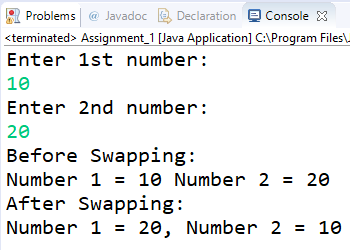 Problems @ Javadoc Declaration Console
<terminated> Assignment_1 [Java Application] C:\Program Files\.
Enter 1st number:
10
Enter 2nd number:
20
Before Swapping:
Number 1 = 10 Number 2 = 20
After Swapping:
Number 1 = 20, Number 2 = 10